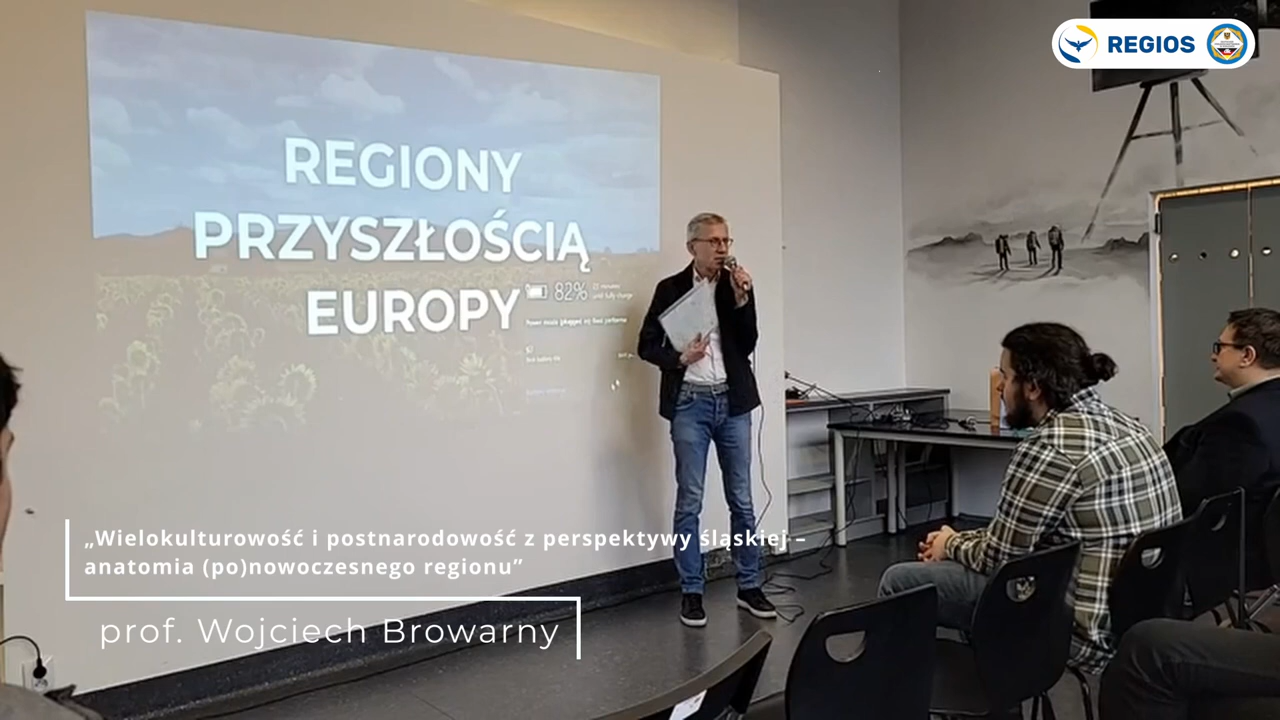 REGIOS
REGIONY
PRZYSZŁOŚCIĄ
EUROPY
82%
„Wielokulturowość i postnarodowość z perspektywy śląskiej –
anatomia (po)nowoczesnego regionu”
prof. Wojciech Browarny